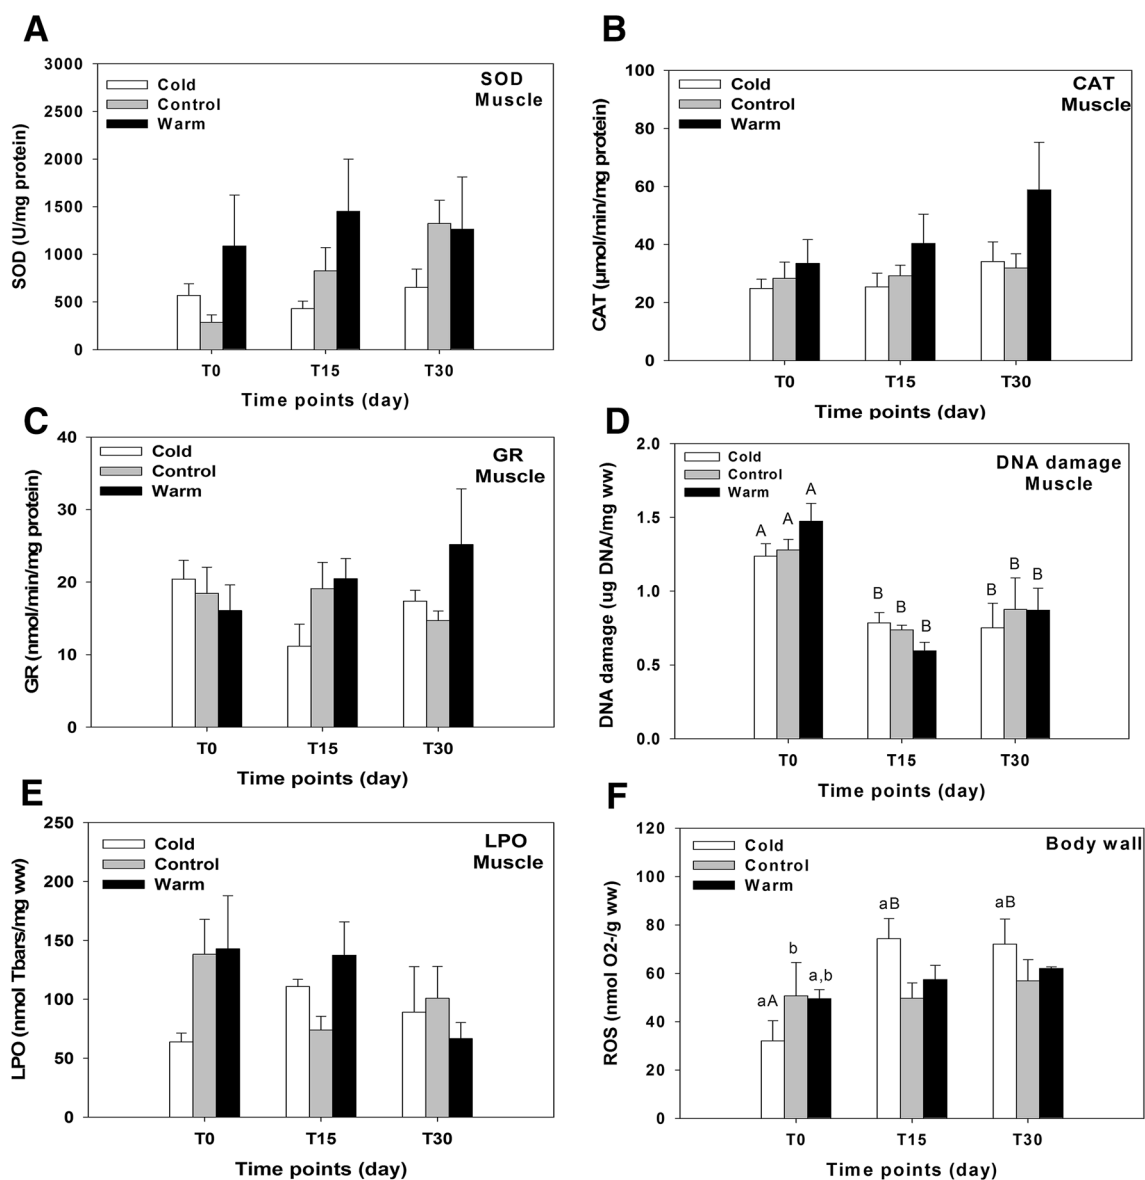 A
SOD
Muscle
Cold
Control
Warm
3000
2500
2000
1500
1000
500
0
SOD (U/mg protein)
T0 T15 T30
Time points (day)
B
CAT
Muscle
Cold
Control
Warm
100
80
60
40
20
0
CAT (µmol/min/mg protein)
T0 T15 T30
Time points (day)
C
GR
Muscle
Cold
Control
Warm
40
30
20
10
0
GR (nmol/min/mg protein)
T0 T15 T30
Time points (day)
D
DNA damage
Muscle
Cold
Control
Warm
2.0
1.5
1.0
0.5
0.0
DNA damage (ug DNA/mg ww)
A A A
B B B
B B B
T0 T15 T30
Time points (day)
E
LPO
Muscle
Cold
Control
Warm
250
200
150
100
50
0
LPO (nmol Tbars/mg ww)
T0 T15 T30
Time points (day)
F
Body wall
Cold
Control
Warm
120
100
80
60
40
20
0
ROS (nmol O2-/g ww)
aA b a,b
aB
aB
T0 T15 T30
Time points (day)